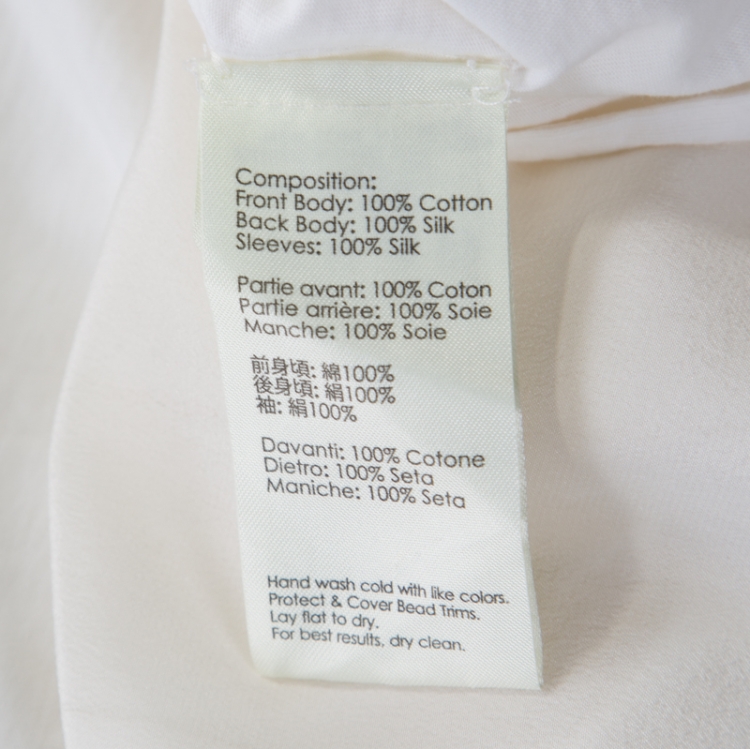 Composition:
Front Body: 100% Cotton
Back Body: 100% Silk
Sleeves: 100% Silk
Partie avant: 100% Coton
Partie arrière: 100% Soie
Manche: 100% Soie
前身頃: 綿100%
後身頃: 絹100%
袖: 絹100%
Davanti: 100% Cotone
Dietro: 100% Seta
Maniche: 100% Seta
Hand wash cold with like colors.
Protect & Cover Bead Trims.
Lay flat to dry.
For best results, dry clean.